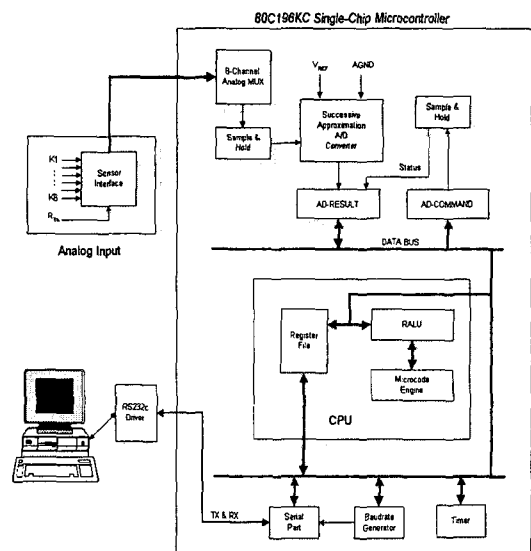 80C196KC Single-Chip Microcontroller
8-Channel
Analog MUX
VREF
AGND
Sample &
Hold
Successive
Approximation
A/D
Converter
Sample &
Hold
K1
K8
Sensor
Interface
Status
AD-RESULT
AD-COMMAND
Analog Input
DATA BUS
Register
File
RALU
Microcode
Engine
CPU
RS232c
Driver
TX & RX
Serial
Port
Baudrate
Generator
Timer